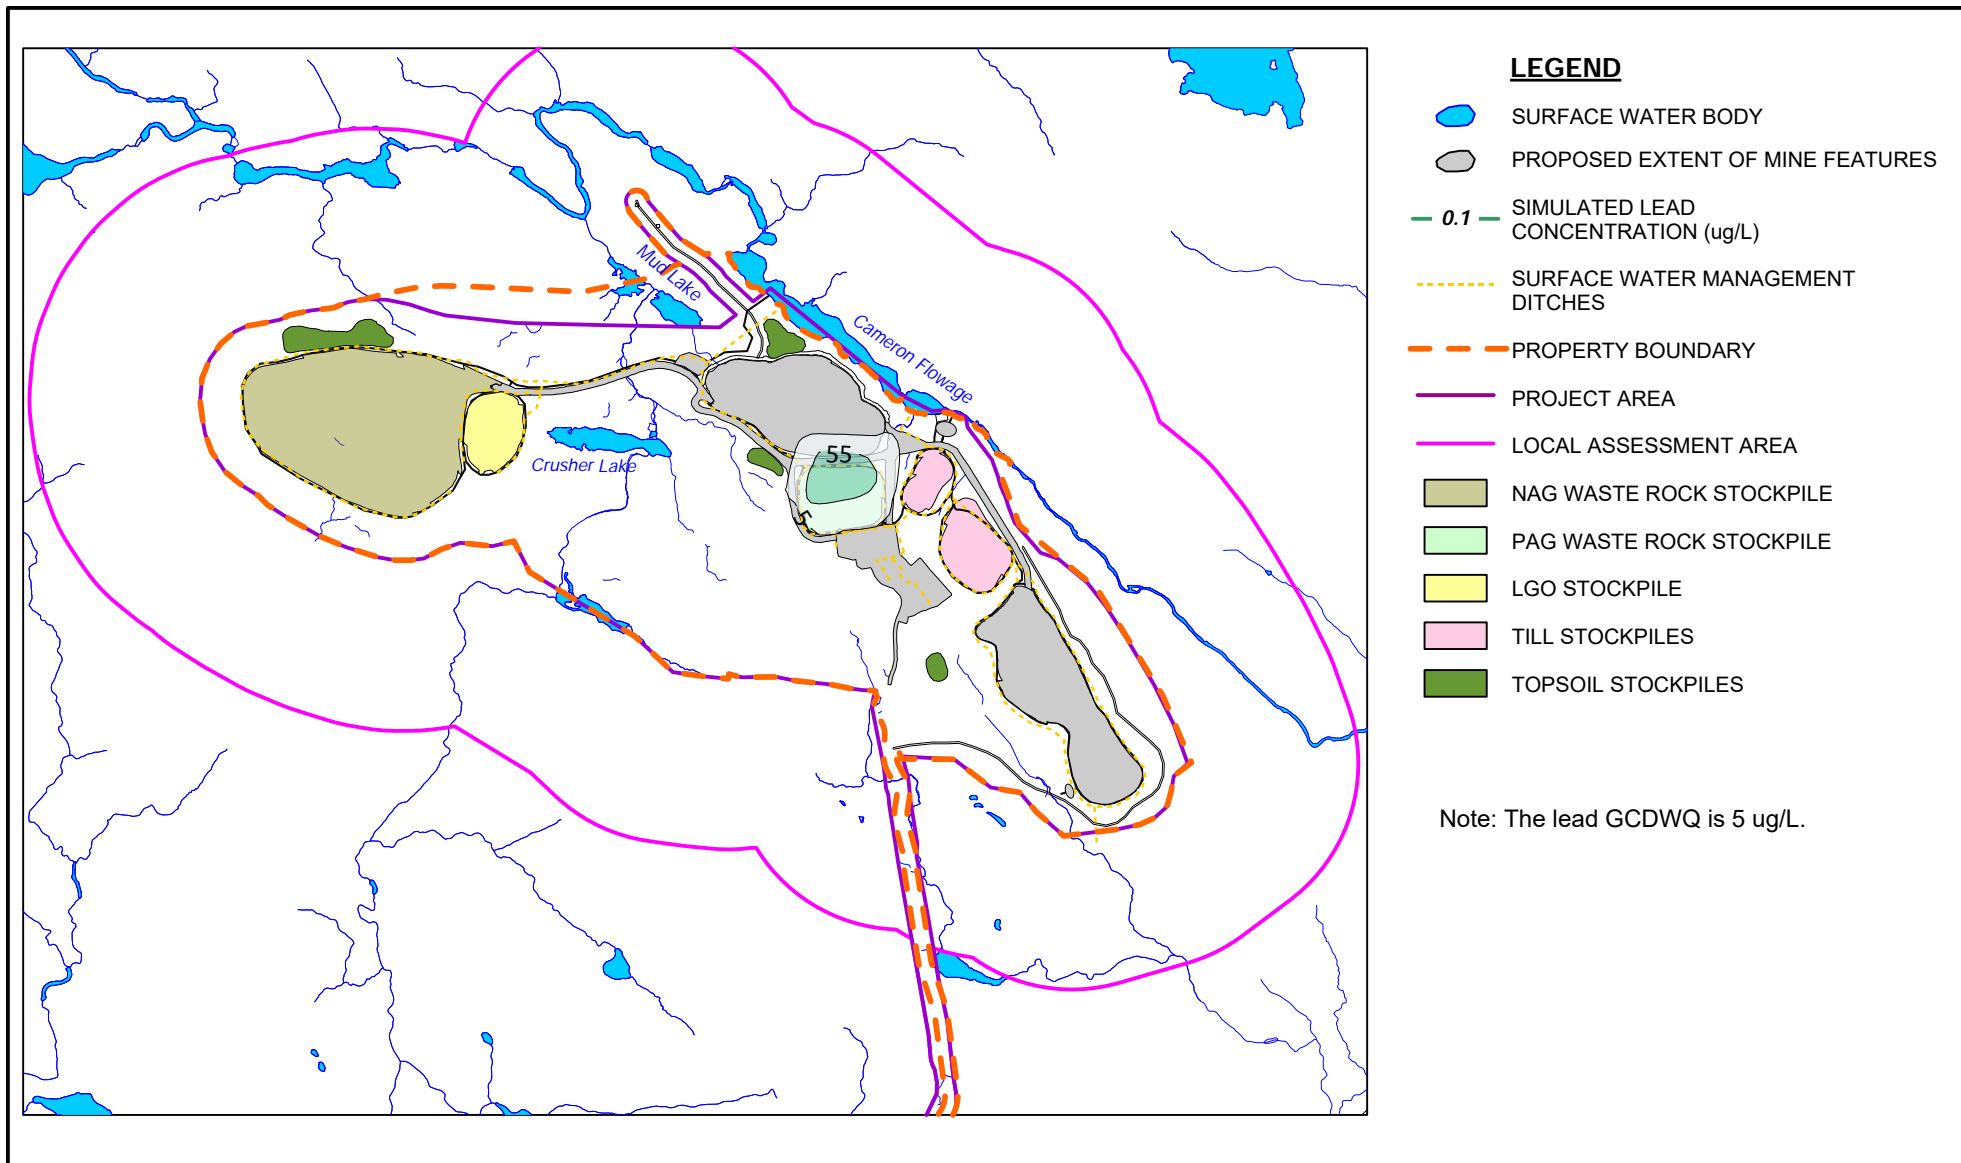 LEGEND
SURFACE WATER BODY
PROPOSED EXTENT OF MINE FEATURES
0.1
SIMULATED LEAD
CONCENTRATION (ug/L)
SURFACE WATER MANAGEMENT
DITCHES
PROPERTY BOUNDARY
PROJECT AREA
LOCAL ASSESSMENT AREA
NAG WASTE ROCK STOCKPILE
PAG WASTE ROCK STOCKPILE
LGO STOCKPILE
TILL STOCKPILES
TOPSOIL STOCKPILES
Note: The lead GCDWQ is 5 ug/L.
Mud Lake
Cameron Flowage
Crusher Lake
55
5